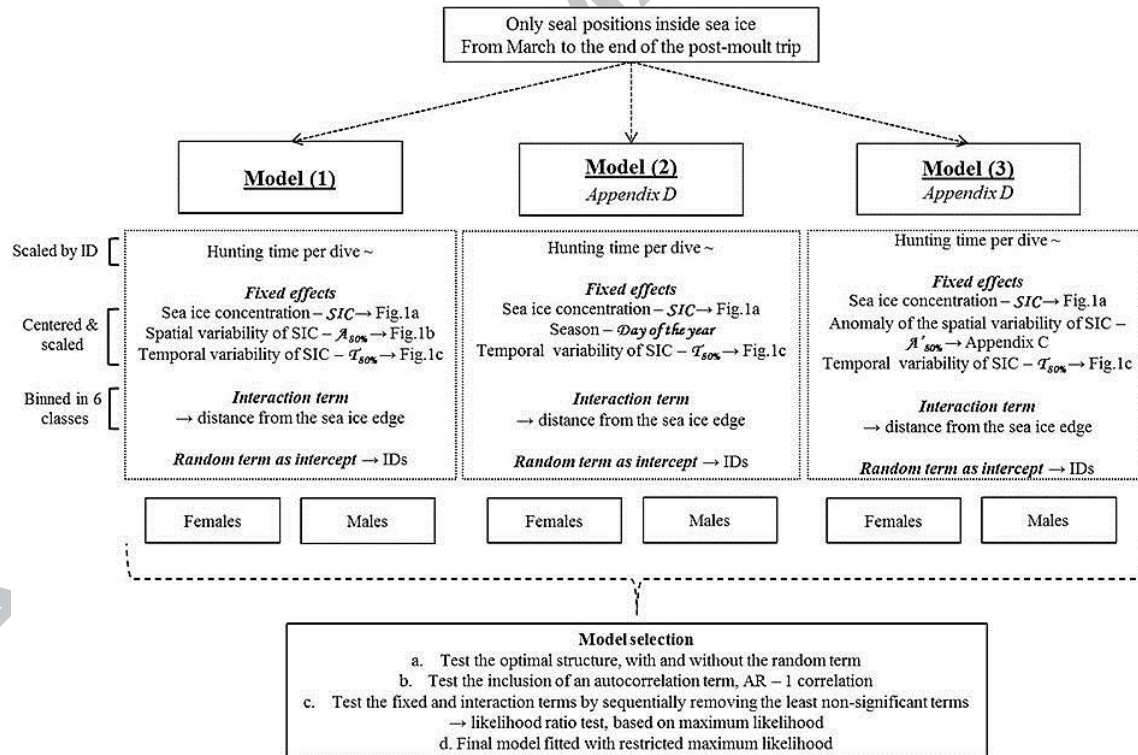 Only seal positions inside sea ice
From March to the end of the post-moult trip
Model (1)
Model (2)
Appendix D
Model (3)
Appendix D
Scaled by ID
Centered &
scaled
Binned in 6
classes
Hunting time per dive ~
Fixed effects
Sea ice concentration – SIC → Fig.1a
Spatial variability of SIC – A80% → Fig.1b
Temporal variability of SIC – T80% → Fig.1c
Interaction term
→ distance from the sea ice edge
Random term as intercept → IDs
Hunting time per dive ~
Fixed effects
Sea ice concentration – SIC → Fig.1a
Season – Day of the year
Temporal variability of SIC – T80% → Fig.1c
Interaction term
→ distance from the sea ice edge
Random term as intercept → IDs
Hunting time per dive ~
Fixed effects
Sea ice concentration – SIC → Fig.1a
Anomaly of the spatial variability of SIC –
A'80% → Appendix C
Temporal variability of SIC – T80% → Fig.1c
Interaction term
→ distance from the sea ice edge
Random term as intercept → IDs
Females
Males
Females
Males
Females
Males
Model selection
a. Test the optimal structure, with and without the random term
b. Test the inclusion of an autocorrelation term, AR – 1 correlation
c. Test the fixed and interaction terms by sequentially removing the least non-significant terms
→ likelihood ratio test, based on maximum likelihood
d. Final model fitted with restricted maximum likelihood